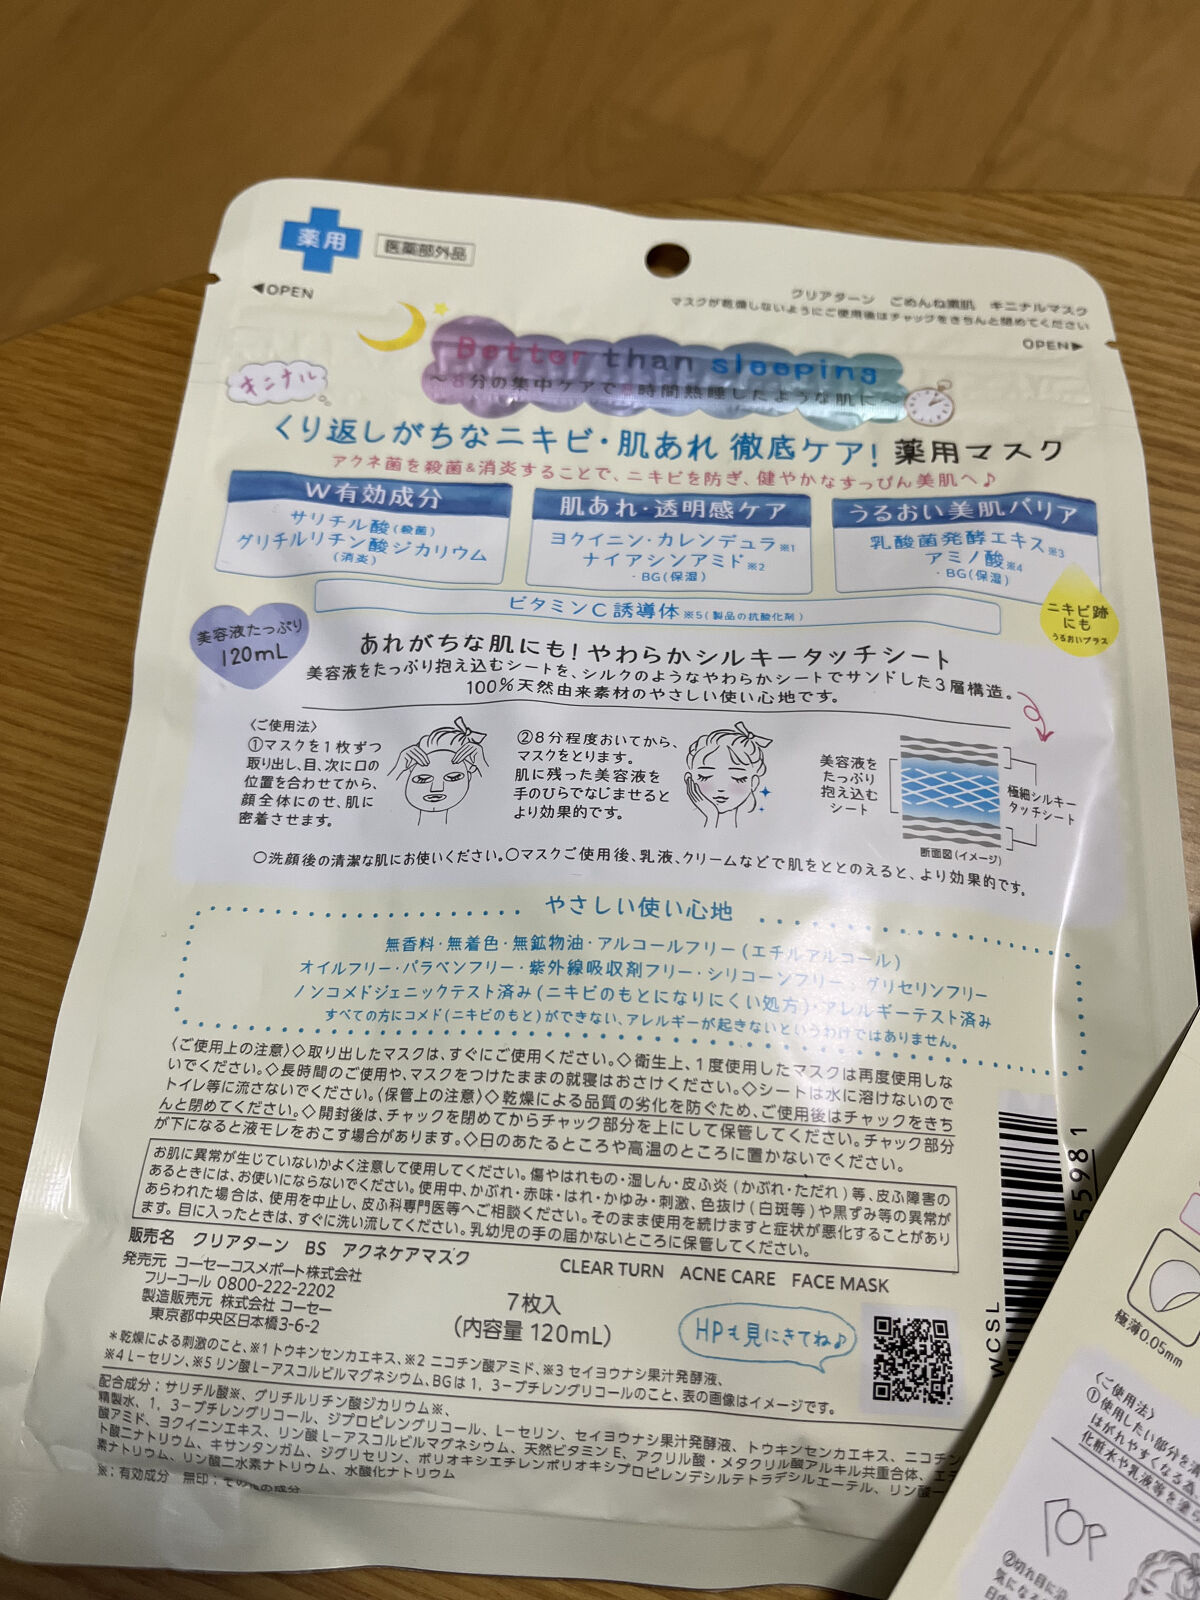 薬用
医薬部外品
◀OPEN
クリアターン ごめんね素肌 キニナルマスク
マスクが乾燥しないようにご使用後はチャックをきちんと閉めてください
OPEN▶
Better than sleeping
〜8分の集中ケアで8時間熟睡したような肌に〜
キニナル
くり返しがちなニキビ・肌あれ 徹底ケア! 薬用マスク
アクネ菌を殺菌&消炎することで、ニキビを防ぎ、健やかなすっぴん美肌へ♪
W有効成分
サリチル酸(殺菌)
グリチルリチン酸ジカリウム
(消炎)
肌あれ・透明感ケア
ヨクイニン・カレンデュラ※1
ナイアシンアミド※2
・BG(保湿)
うるおい美肌バリア
乳酸菌発酵エキス※3
アミノ酸※4
・BG(保湿)
ビタミンC誘導体※5(製品の抗酸化剤)
ニキビ跡
にも
うるおいプラス
美容液たっぷり
120mL
あれがちな肌にも!やわらかシルキータッチシート
美容液をたっぷり抱え込むシートを、シルクのようなやわらかシートでサンドした3層構造。
100%天然由来素材のやさしい使い心地です。
〈ご使用法〉
①マスクを1枚ずつ
取り出し、目、次に口の
位置を合わせてから、
顔全体にのせ、肌に
密着させます。
②8分程度おいてから、
マスクをとります。
肌に残った美容液を
手のひらでなじませると
より効果的です。
美容液を
たっぷり
抱え込む
シート
極細シルキー
タッチシート
断面図(イメージ)
○洗顔後の清潔な肌にお使いください。○マスクご使用後、乳液、クリームなどで肌をととのえると、より効果的です。
やさしい使い心地
無香料・無着色・無鉱物油・アルコールフリー(エチルアルコール)
オイルフリー・パラベンフリー・紫外線吸収剤フリー・シリコーンフリー・グリセリンフリー
ノンコメドジェニックテスト済み(ニキビのもとになりにくい処方)・アレルギーテスト済み
すべての方にコメド(ニキビのもと)ができない、アレルギーが起きないというわけではありません。
〈ご使用上の注意〉◇取り出したマスクは、すぐにご使用ください。◇衛生上、1度使用したマスクは再度使用しな
いでください。◇長時間のご使用や、マスクをつけたままの就寝はおさけください。◇シートは水に溶けないので
トイレ等に流さないでください。〈保管上の注意〉◇乾燥による品質の劣化を防ぐため、ご使用後はチャックをきち
んと閉めてください。◇開封後は、チャックを閉めてからチャック部分を上にして保管してください。チャック部分
が下になると液モレをおこす場合があります。◇日のあたるところや高温のところに置かないでください。
お肌に異常が生じていないかよく注意して使用してください。傷やはれもの・湿しん・皮ふ炎(かぶれ・ただれ)等、皮ふ障害の
あるときには、お使いにならないでください。使用中、かぶれ・赤味・はれ・かゆみ・刺激、色抜け(白斑等)や黒ずみ等の異常が
あらわれた場合は、使用を中止し、皮ふ科専門医等へご相談ください。そのまま使用を続けますと症状が悪化することがあり
ます。目に入ったときは、すぐに洗い流してください。乳幼児の手の届かないところに保管してください。
販売名 クリアターン BS アクネケアマスク
CLEAR TURN ACNE CARE FACE MASK
発売元 コーセーコスメポート株式会社
フリーコール 0800-222-2202
製造販売元 株式会社 コーセー
東京都中央区日本橋3-6-2
7枚入
(内容量 120mL)
HPも見にきてね♪
WCSL
55981
＊乾燥による刺激のこと、※1 トウキンセンカエキス、※2 ニコチン酸アミド、※3 セイヨウナシ果汁発酵液、
※4 L-セリン、※5 リン酸L-アスコルビルマグネシウム、BGは 1, 3-ブチレングリコールのこと、表の画像はイメージです。
配合成分:サリチル酸※、グリチルリチン酸ジカリウム※、
精製水、1, 3-ブチレングリコール、ジプロピレングリコール、L-セリン、セイヨウナシ果汁発酵液、トウキンセンカエキス、ニコチン
酸アミド、ヨクイニンエキス、リン酸L-アスコルビルマグネシウム、天然ビタミンE、アクリル酸・メタクリル酸アルキル共重合体、エデ
ト酸二ナトリウム、キサンタンガム、ジグリセリン、ポリオキシエチレンポリオキシプロピレンデシルテトラデシルエーテル、リン酸一
素ナトリウム、リン酸二水素ナトリウム、水酸化ナトリウム
※:有効成分 無印:その他の成分
極薄0.05mm
〈ご使用法〉
①使用したい部分を清
はがれやすくなる為、
化粧水や乳液等を塗ら
POP
②切れ目に沿
気になる